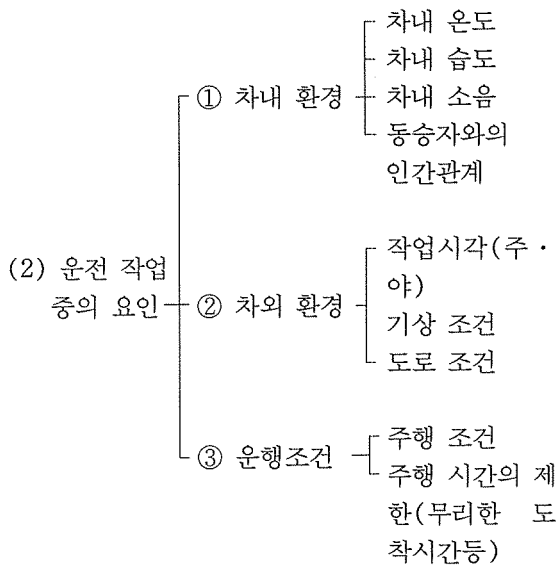 (2) 운전 작업
중의 요인
① 차내 환경
차내 온도
차내 습도
차내 소음
동승자와의
인간관계
② 차외 환경
작업시각(주 ·
야)
기상 조건
도로 조건
③ 운행조건
주행 조건
주행 시간의 제
한(무리한 도
착시간등)